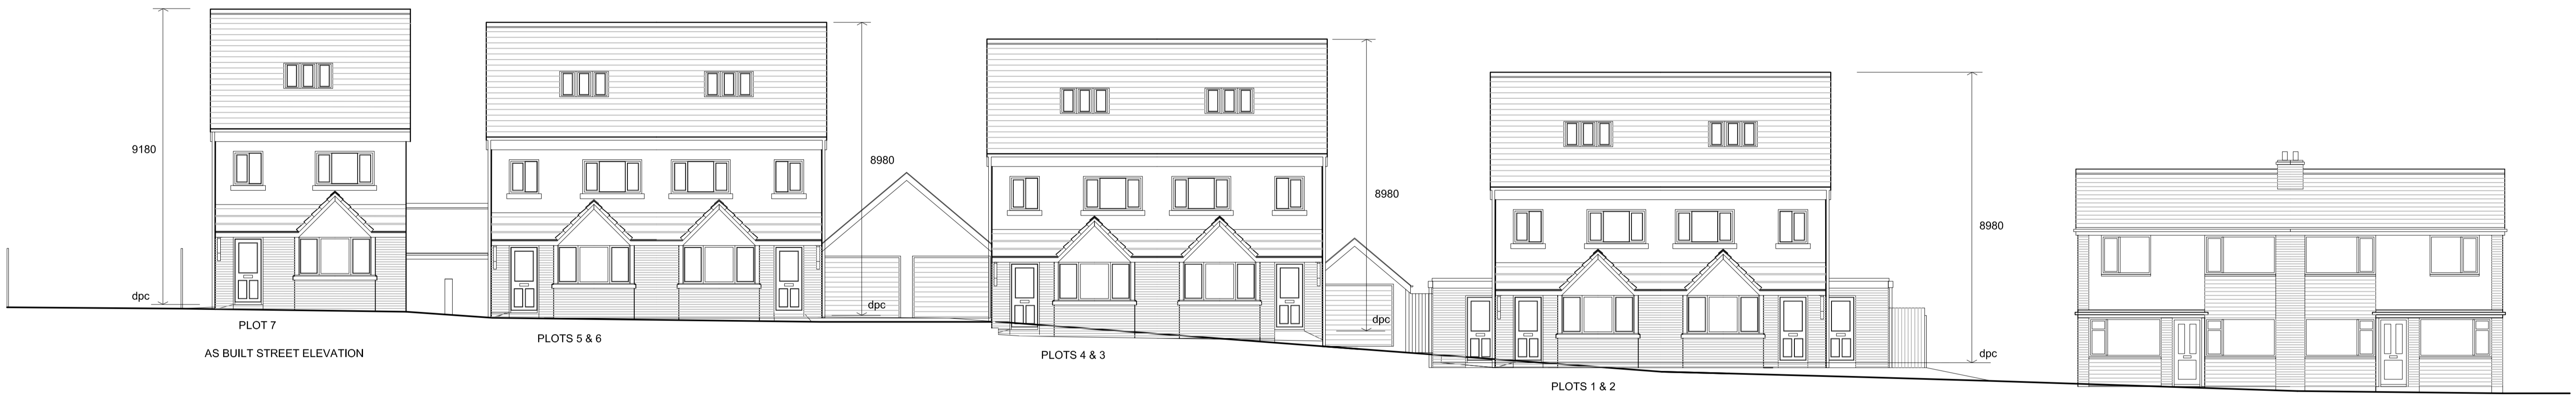 9180
dpc
PLOT 7
AS BUILT STREET ELEVATION
8980
dpc
PLOTS 5 & 6
8980
dpc
PLOTS 4 & 3
8980
dpc
PLOTS 1 & 2